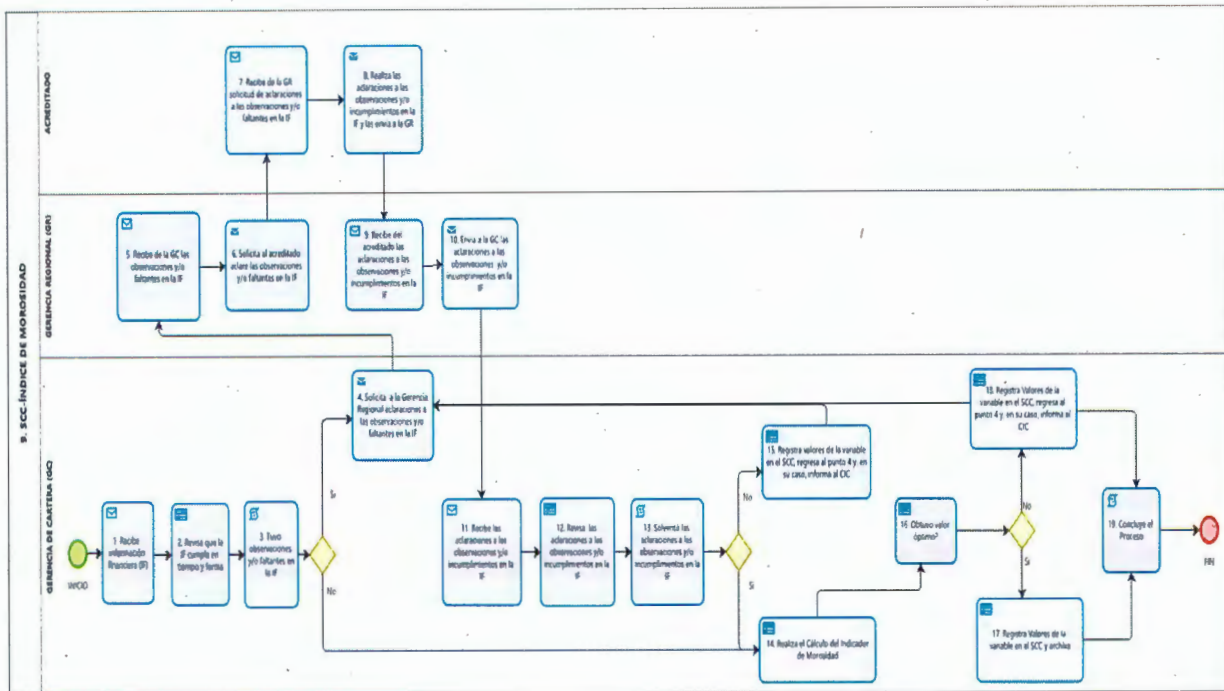 9. SCC-ÍNDICE DE MOROSIDAD
ACREDITADO
7. Recibe de la GR
solicitud de aclaraciones
a las observaciones y/o
faltantes en la IF
8. Realiza las
aclaraciones a las
observaciones y/o
incumplimientos en la
IF y las envia a la GR
GERENCIA REGIONAL (GR)
5. Recibe de la GC las
observaciones y/o
faltantes en la IF
6. Solicita al acreditado
aclare las observaciones
y/o faltantes en la IF
9. Recibe del
acreditado las
aclaraciones a las
observaciones y/o
incumplimientos en la
IF
10. Envia a la GC las
aclaraciones a las
observaciones y/o
incumplimientos en la
IF
GERENCIA DE CARTERA (GC)
INICIO
1. Recibe
Información
Financiera (IF)
2. Revisa que la
IF cumpla en
tiempo y forma
3. Tuvo
observaciones
y/o faltantes en
la IF
Si
No
4. Solicita a la Gerencia
Regional aclaraciones a
las observaciones y/o
faltantes en la IF
11. Recibe las
aclaraciones a las
observaciones y/o
incumplimientos en la
IF
12. Revisa las
aclaraciones a las
observaciones y/o
incumplimientos en la
IF
13. Solventa las
aclaraciones a las
observaciones y/o
incumplimientos en la
IF
No
Si
15. Registra valores de la variable
en el SCC, regresa al punto 4 y. en
su caso, informa al CIC
14. Realiza el Cálculo del Indicador
de Morosidad
16. Obtuvo valor
óptimo?
No
Si
18. Registra Valores de la
variable en el SCC, regresa al
punto 4 y. en su caso, informa al
CIC
17. Registra Valores de la
variable en el SCC y archiva
19. Concluye el
Proceso
FIN